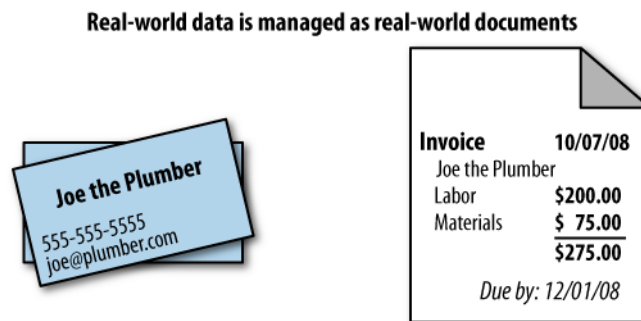 Real-world data is managed as real-world documents
Joe the Plumber
555-555-5555
joe@plumber.com
Invoice 10/07/08
Joe the Plumber
Labor $200.00
Materials $ 75.00
$275.00
Due by: 12/01/08